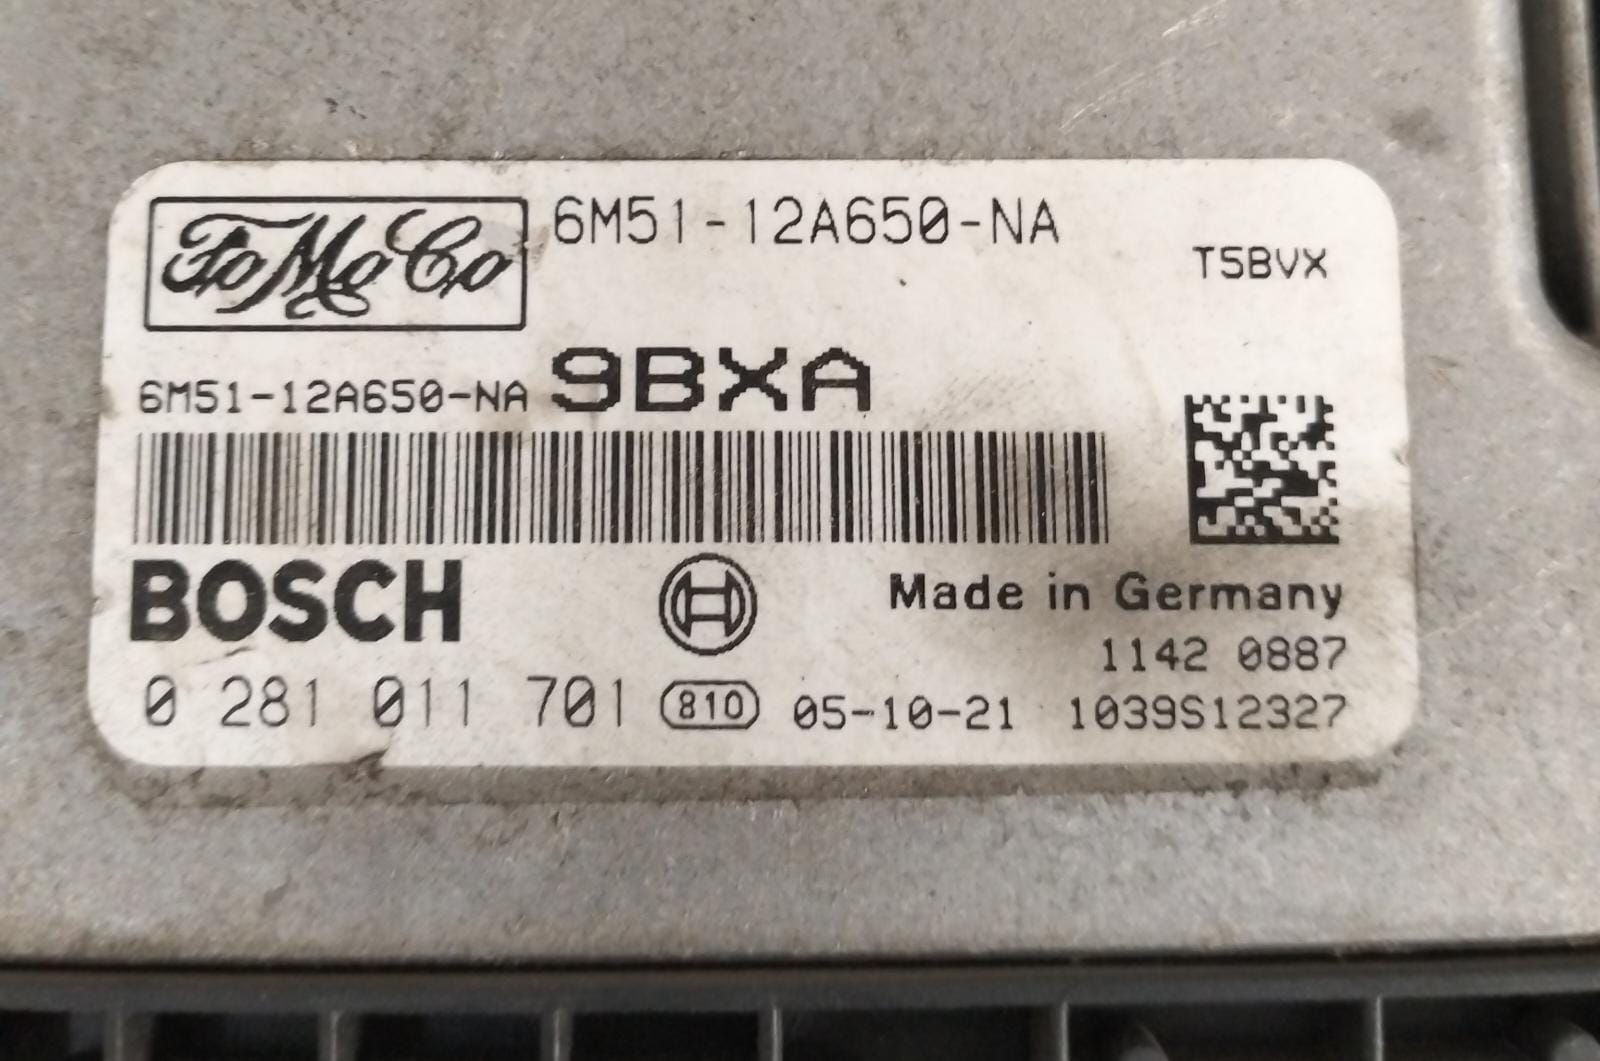 FoMoCo 6M51-12A650-NA
T5BVX
6M51-12A650-NA 9BXA
BOSCH
Made in Germany
1142 0887
0 281 011 701 810 05-10-21 1039S12327